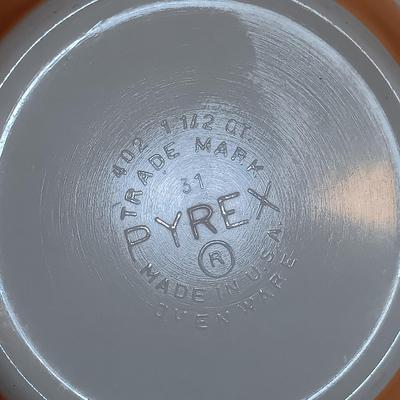 402 1 1/2 QT.
TRADE MARK
31
PYREX
R
MADE IN U.S.A.
OVENWARE